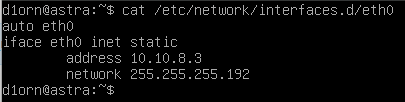 d1orn@astra:~$ cat /etc/network/interfaces.d/eth0
auto eth0
iface eth0 inet static
        address 10.10.8.3
        network 255.255.255.192
d1orn@astra:~$